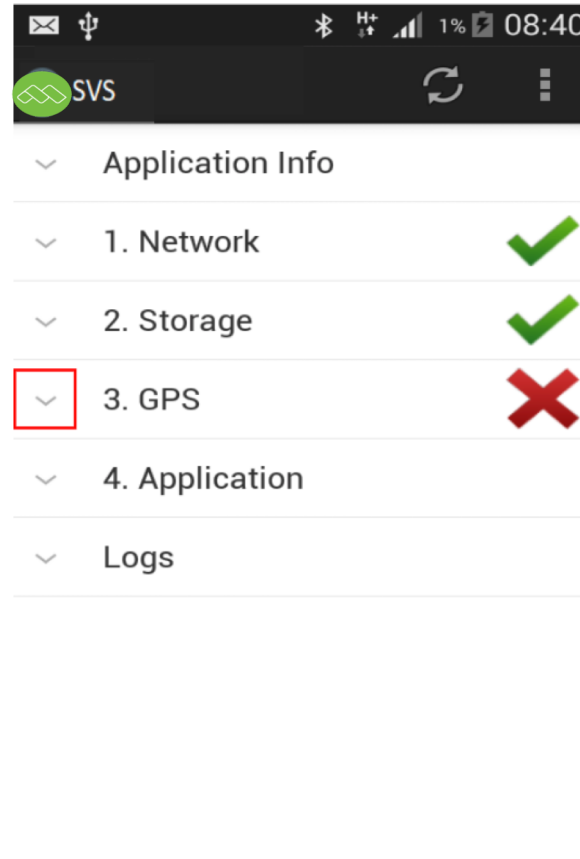 H+ 1% 08:40
SVS
Application Info
1. Network
2. Storage
3. GPS
4. Application
Logs